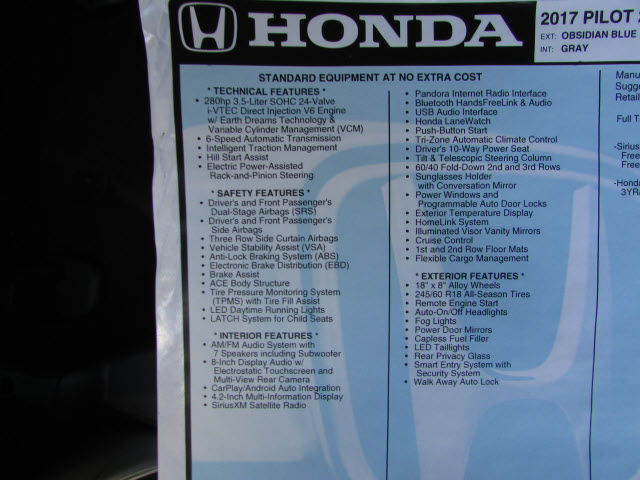 HONDA
2017 PILOT
EXT: OBSIDIAN BLUE
INT: GRAY
STANDARD EQUIPMENT AT NO EXTRA COST
* TECHNICAL FEATURES *
• 280hp 3.5-Liter SOHC 24-Valve
i-VTEC Direct Injection V6 Engine
w/ Earth Dreams Technology &
Variable Cylinder Management (VCM)
• 6-Speed Automatic Transmission
• Intelligent Traction Management
• Hill Start Assist
• Electric Power-Assisted
Rack-and-Pinion Steering
* SAFETY FEATURES *
• Driver's and Front Passenger's
Dual-Stage Airbags (SRS)
• Driver's and Front Passenger's
Side Airbags
• Three Row Side Curtain Airbags
• Vehicle Stability Assist (VSA)
• Anti-Lock Braking System (ABS)
• Electronic Brake Distribution (EBD)
• Brake Assist
• ACE Body Structure
• Tire Pressure Monitoring System
(TPMS) with Tire Fill Assist
• LED Daytime Running Lights
• LATCH System for Child Seats
* INTERIOR FEATURES *
• AM/FM Audio System with
7 Speakers including Subwoofer
• 8-Inch Display Audio w/
Electrostatic Touchscreen and
Multi-View Rear Camera
• CarPlay/Android Auto Integration
• 4.2-Inch Multi-Information Display
• SiriusXM Satellite Radio
• Pandora Internet Radio Interface
• Bluetooth HandsFreeLink & Audio
• USB Audio Interface
• Honda LaneWatch
• Push-Button Start
• Tri-Zone Automatic Climate Control
• Driver's 10-Way Power Seat
• Tilt & Telescopic Steering Column
• 60/40 Fold-Down 2nd and 3rd Rows
• Sunglasses Holder
with Conversation Mirror
• Power Windows and
Programmable Auto Door Locks
• Exterior Temperature Display
• HomeLink System
• Illuminated Visor Vanity Mirrors
• Cruise Control
• 1st and 2nd Row Floor Mats
• Flexible Cargo Management
* EXTERIOR FEATURES *
• 18" x 8" Alloy Wheels
• 245/60 R18 All-Season Tires
• Remote Engine Start
• Auto-On/Off Headlights
• Fog Lights
• Power Door Mirrors
• Capless Fuel Filler
• LED Taillights
• Rear Privacy Glass
• Smart Entry System with
Security System
• Walk Away Auto Lock
Manu
Sugge
Retail
Full T
-Sirius
Free
Free
-Honda
3YR/